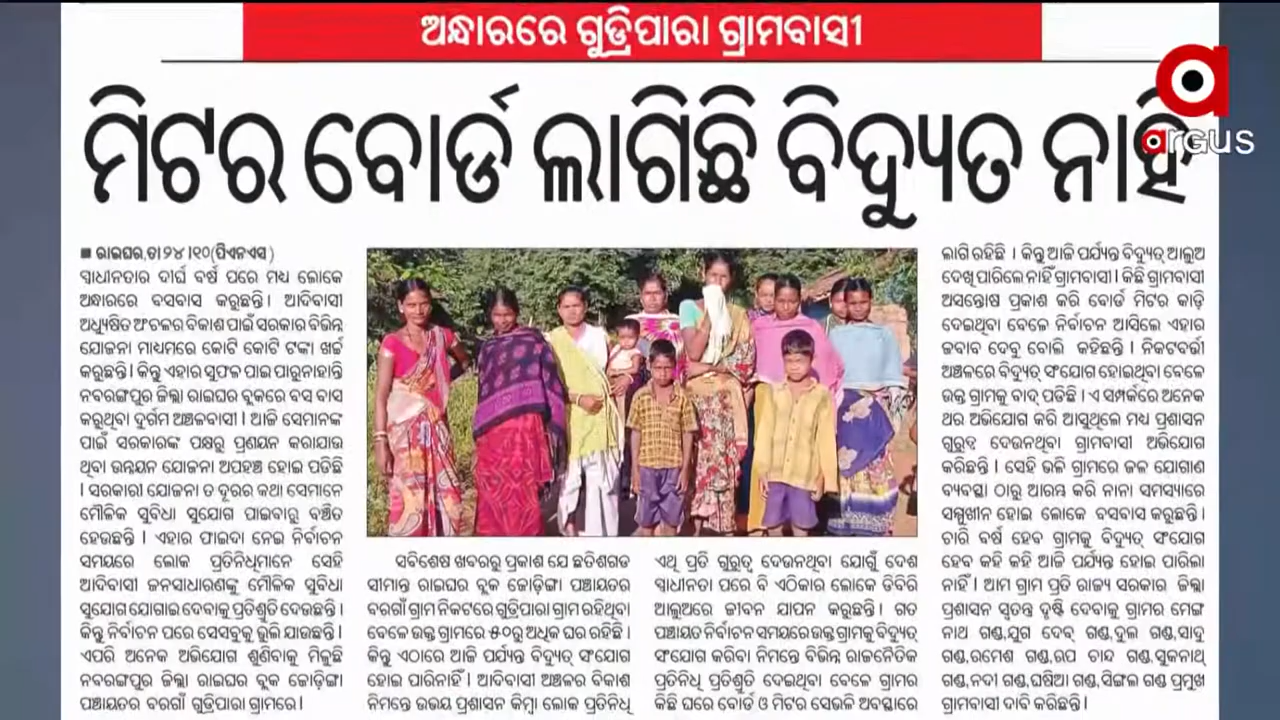 ଅନ୍ଧାରରେ ଗୁଡ୍ରିପାରା ଗ୍ରାମବାସୀ
ମିଟର ବୋର୍ଡ ଲାଗିଛି ବିଦ୍ୟୁତ ନାହିଁ
argus
■ ରାଇଘର,ତା୨୪।୧୦(ପିଏନଏସ)
ସ୍ୱାଧୀନତାର ଦୀର୍ଘ ବର୍ଷ ପରେ ମଧ୍ୟ ଲୋକେ
ଅନ୍ଧାରରେ ବସବାସ କରୁଛନ୍ତି। ଆଦିବାସୀ
ଅଧ୍ୟୁଷିତ ଅଂଚଳର ବିକାଶ ପାଇଁ ସରକାର ବିଭିନ୍ନ
ଯୋଜନା ମାଧ୍ୟମରେ କୋଟି କୋଟି ଟଙ୍କା ଖର୍ଚ୍ଚ
କରୁଛନ୍ତି। କିନ୍ତୁ ଏହାର ସୁଫଳ ପାଇ ପାରୁନାହାନ୍ତି
ନବରଙ୍ଗପୁର ଜିଲ୍ଲା ରାଇଘର ବ୍ଲକରେ ବସ ବାସ
କରୁଥିବା ଦୁର୍ଗମ ଅଞ୍ଚଳବାସୀ। ଆଜି ସେମାନଙ୍କ
ପାଇଁ ସରକାରଙ୍କ ପକ୍ଷରୁ ପ୍ରଣୟନ କରାଯାଉ
ଥିବା ଉନ୍ନୟନ ଯୋଜନା ଅପହଞ୍ଚ ହୋଇ ପଡିଛି
। ସରକାରୀ ଯୋଜନା ତ ଦୂରର କଥା ସେମାନେ
ମୌଳିକ ସୁବିଧା ସୁଯୋଗ ପାଇବାରୁ ବଞ୍ଚିତ
ହେଉଛନ୍ତି। ଏହାର ଫାଇଦା ନେଇ ନିର୍ବାଚନ
ସମୟରେ ଲୋକ ପ୍ରତିନିଧିମାନେ ସେହି
ଆଦିବାସୀ ଜନସାଧାରଣଙ୍କୁ ମୌଳିକ ସୁବିଧା
ସୁଯୋଗ ଯୋଗାଇ ଦେବାକୁ ପ୍ରତିଶ୍ରୁତି ଦେଉଛନ୍ତି।
କିନ୍ତୁ ନିର୍ବାଚନ ପରେ ସେସବୁକୁ ଭୁଲି ଯାଉଛନ୍ତି।
ଏପରି ଅନେକ ଅଭିଯୋଗ ଶୁଣିବାକୁ ମିଳୁଛି
ନବରଙ୍ଗପୁର ଜିଲ୍ଲା ରାଇଘର ବ୍ଲକ ଜୋଡ଼ିଙ୍ଗା
ପଞ୍ଚାୟତର ବରଗାଁ ଗୁଡ୍ରିପାରା ଗ୍ରାମରେ।
ସବିଶେଷ ଖବରରୁ ପ୍ରକାଶ ଯେ ଛତିଶଗଡ
ସୀମାନ୍ତ ରାଇଘର ବ୍ଲକ ଜୋଡ଼ିଙ୍ଗା ପଞ୍ଚାୟତର
ବରଗାଁ ଗ୍ରାମ ନିକଟରେ ଗୁଡ୍ରିପାରା ଗ୍ରାମ ରହିଥିବା
ବେଳେ ଉକ୍ତ ଗ୍ରାମରେ ୫୦ରୁ ଅଧିକ ଘର ରହିଛି।
କିନ୍ତୁ ଏଠାରେ ଆଜି ପର୍ଯ୍ୟନ୍ତ ବିଦ୍ୟୁତ୍ ସଂଯୋଗ
ହୋଇ ପାରିନାହିଁ। ଆଦିବାସୀ ଅଞ୍ଚଳର ବିକାଶ
ନିମନ୍ତେ ଉଭୟ ପ୍ରଶାସନ କିମ୍ବା ଲୋକ ପ୍ରତିନିଧି
ଏଥି ପ୍ରତି ଗୁରୁତ୍ୱ ଦେଉନଥିବା ଯୋଗୁଁ ଦେଶ
ସ୍ୱାଧୀନତା ପରେ ବି ଏଠିକାର ଲୋକେ ଡିବିରି
ଆଲୁଅରେ ଜୀବନ ଯାପନ କରୁଛନ୍ତି। ଗତ
ପଞ୍ଚାୟତ ନିର୍ବାଚନ ସମୟରେ ଉକ୍ତ ଗ୍ରାମକୁ ବିଦ୍ୟୁତ୍
ସଂଯୋଗ କରିବା ନିମନ୍ତେ ବିଭିନ୍ନ ରାଜନୈତିକ
ପ୍ରତିନିଧି ପ୍ରତିଶ୍ରୁତି ଦେଇଥିବା ବେଳେ ଗ୍ରାମର
କିଛି ଘରେ ବୋର୍ଡ ଓ ମିଟର ସେଭଳି ଅବସ୍ଥାରେ
ଲାଗି ରହିଛି । କିନ୍ତୁ ଆଜି ପର୍ଯ୍ୟନ୍ତ ବିଦ୍ୟୁତ୍ ଆଲୁଅ
ଦେଖି ପାରିଲେ ନାହିଁ ଗ୍ରାମବାସୀ। କିଛି ଗ୍ରାମବାସୀ
ଅସନ୍ତୋଷ ପ୍ରକାଶ କରି ବୋର୍ଡ ମିଟର କାଢ଼ି
ଦେଇଥିବା ବେଳେ ନିର୍ବାଚନ ଆସିଲେ ଏହାର
ଜବାବ ଦେବୁ ବୋଲି କହିଛନ୍ତି । ନିକଟବର୍ତ୍ତୀ
ଅଞ୍ଚଳରେ ବିଦ୍ୟୁତ୍ ସଂଯୋଗ ହୋଇଥିବା ବେଳେ
ଉକ୍ତ ଗ୍ରାମକୁ ବାଦ୍ ପଡିଛି । ଏ ସମ୍ପର୍କରେ ଅନେକ
ଥର ଅଭିଯୋଗ କରି ଆସୁଥିଲେ ମଧ୍ୟ ପ୍ରଶାସନ
ଗୁରୁତ୍ୱ ଦେଉନଥିବା ଗ୍ରାମବାସୀ ଅଭିଯୋଗ
କରିଛନ୍ତି। ସେହି ଭଳି ଗ୍ରାମରେ ଜଳ ଯୋଗାଣ
ବ୍ୟବସ୍ଥା ଠାରୁ ଆରମ୍ଭ କରି ନାନା ସମସ୍ୟାରେ
ସମ୍ମୁଖୀନ ହୋଇ ଲୋକେ ବସବାସ କରୁଛନ୍ତି।
ଚାରି ବର୍ଷ ହେବ ଗ୍ରାମକୁ ବିଦ୍ୟୁତ୍ ସଂଯୋଗ
ହେବ କହି କହି ଆଜି ପର୍ଯ୍ୟନ୍ତ ହୋଇ ପାରିଲା
ନାହିଁ। ଆମ ଗ୍ରାମ ପ୍ରତି ରାଜ୍ୟ ସରକାର ଜିଲ୍ଲା
ପ୍ରଶାସନ ସ୍ୱତନ୍ତ୍ର ଦୃଷ୍ଟି ଦେବାକୁ ଗ୍ରାମର ମେଙ୍ଗ
ନାଥ ଗଣ୍ଡ,ଯୁଗ ଦେବ୍ ଗଣ୍ଡ,ଦୁଲ ଗଣ୍ଡ,ସାଦୁ
ଗଣ୍ଡ,ରମେଶ ଗଣ୍ଡ,ରୂପ ଚାନ୍ଦ ଗଣ୍ଡ,ସୁକନାଥ୍
ଗଣ୍ଡ,ନଦୀ ଗଣ୍ଡ,ଘଷିଆ ଗଣ୍ଡ,ସିଙ୍ଗଲ ଗଣ୍ଡ ପ୍ରମୁଖ
ଗ୍ରାମବାସୀ ଦାବି କରିଛନ୍ତି।